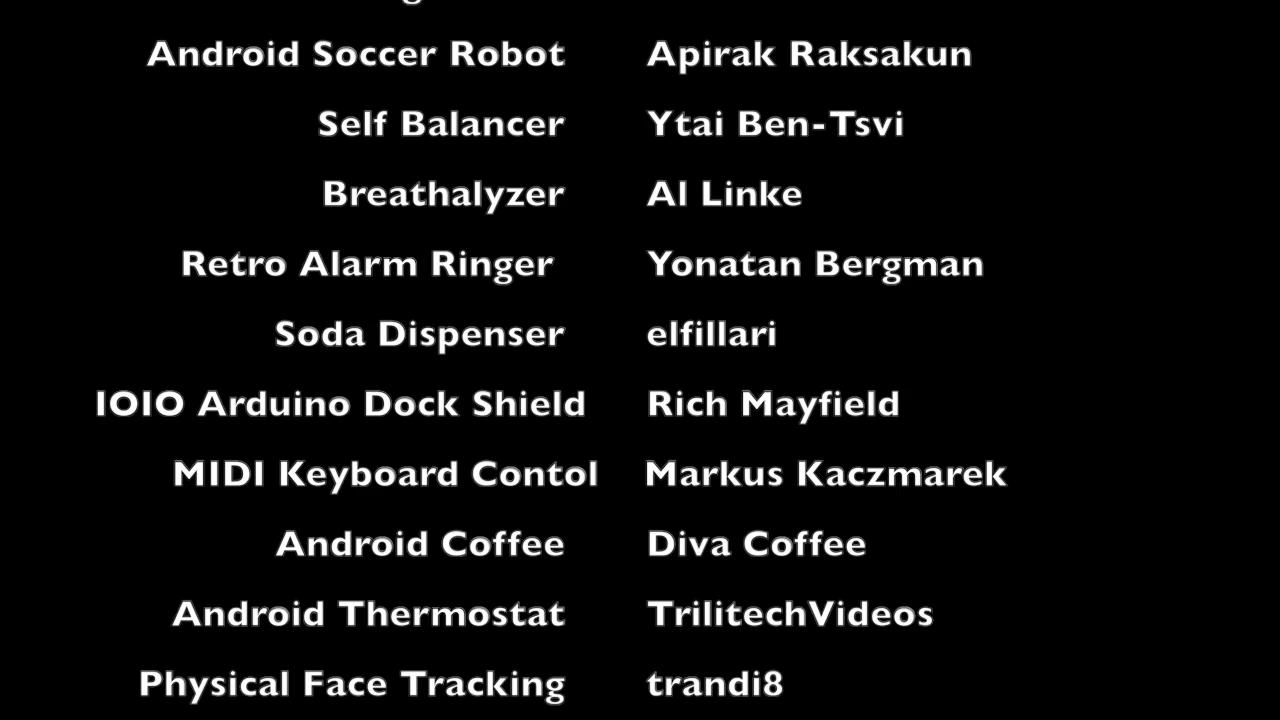 Android Soccer Robot Apirak Raksakun
Self Balancer Ytai Ben-Tsvi
Breathalyzer Al Linke
Retro Alarm Ringer Yonatan Bergman
Soda Dispenser elfillari
IOIO Arduino Dock Shield Rich Mayfield
MIDI Keyboard Contol Markus Kaczmarek
Android Coffee Diva Coffee
Android Thermostat TrilitechVideos
Physical Face Tracking trandi8